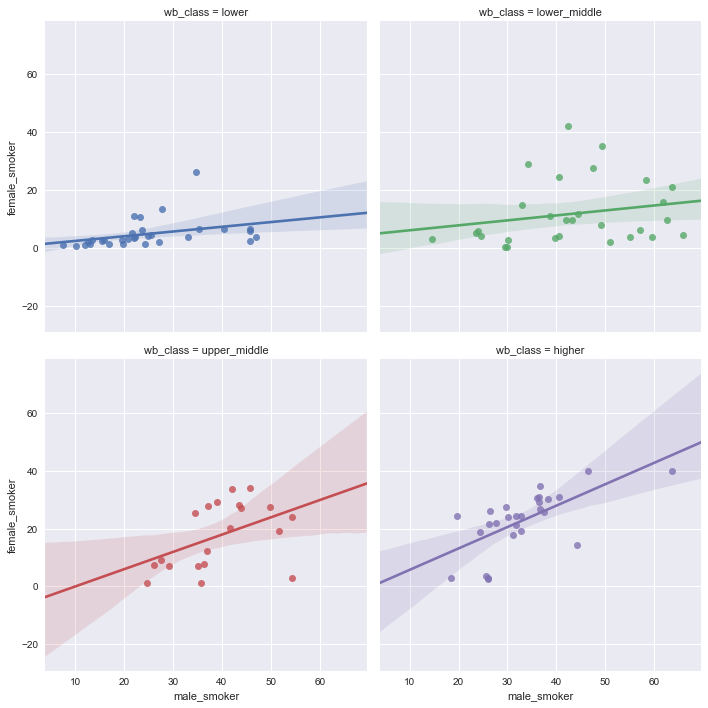 wb_class = lower
wb_class = lower_middle
60
40
20
0
−20
female_smoker
wb_class = upper_middle
wb_class = higher
60
40
20
0
−20
female_smoker
10 20 30 40 50 60
10 20 30 40 50 60
male_smoker
male_smoker